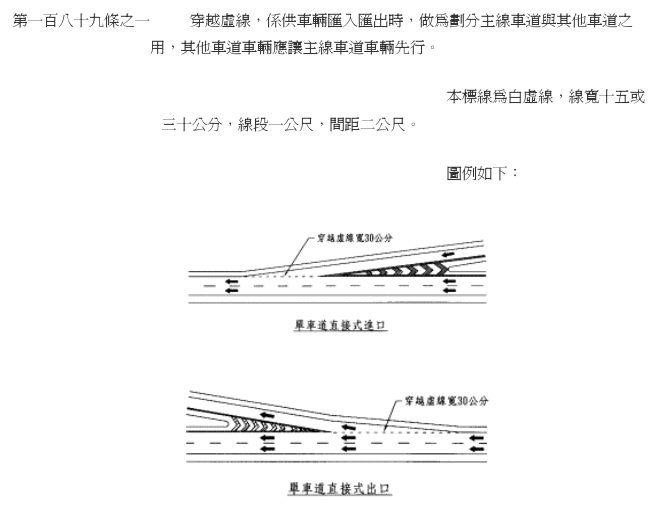 第一百八十九條之一　　穿越虛線，係供車輛匯入匯出時，做為劃分主線車道與其他車道之
用，其他車道車輛應讓主線車道車輛先行。
本標線為白虛線，線寬十五或
三十公分，線段一公尺，間距二公尺。
圖例如下：
穿越虛線寬30公分
單車道直接式進口
穿越虛線寬30公分
單車道直接式出口